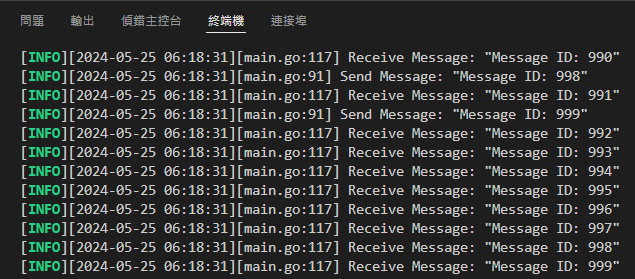 問題 輸出 偵錯主控台 終端機 連接埠
[INFO][2024-05-25 06:18:31][main.go:117] Receive Message: "Message ID: 990"
[INFO][2024-05-25 06:18:31][main.go:91] Send Message: "Message ID: 998"
[INFO][2024-05-25 06:18:31][main.go:117] Receive Message: "Message ID: 991"
[INFO][2024-05-25 06:18:31][main.go:91] Send Message: "Message ID: 999"
[INFO][2024-05-25 06:18:31][main.go:117] Receive Message: "Message ID: 992"
[INFO][2024-05-25 06:18:31][main.go:117] Receive Message: "Message ID: 993"
[INFO][2024-05-25 06:18:31][main.go:117] Receive Message: "Message ID: 994"
[INFO][2024-05-25 06:18:31][main.go:117] Receive Message: "Message ID: 995"
[INFO][2024-05-25 06:18:31][main.go:117] Receive Message: "Message ID: 996"
[INFO][2024-05-25 06:18:31][main.go:117] Receive Message: "Message ID: 997"
[INFO][2024-05-25 06:18:31][main.go:117] Receive Message: "Message ID: 998"
[INFO][2024-05-25 06:18:31][main.go:117] Receive Message: "Message ID: 999"